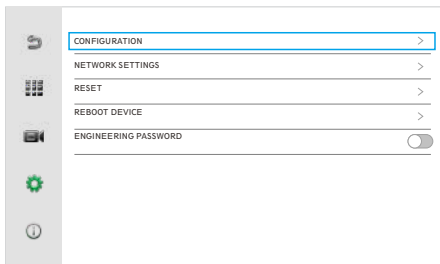 CONFIGURATION
NETWORK SETTINGS
RESET
REBOOT DEVICE
ENGINEERING PASSWORD